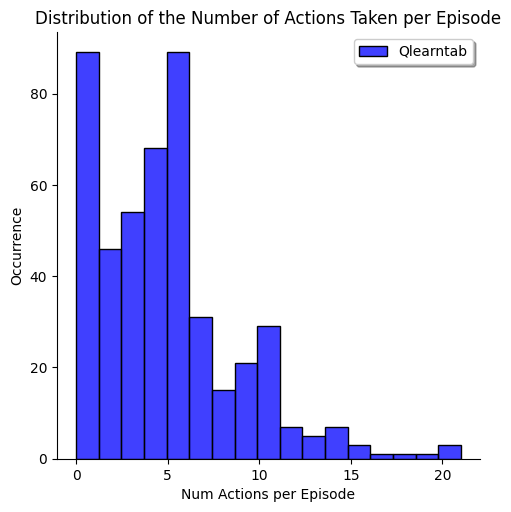 Distribution of the Number of Actions Taken per Episode
Qlearntab
80
60
40
20
0
Occurrence
0 5 10 15 20
Num Actions per Episode